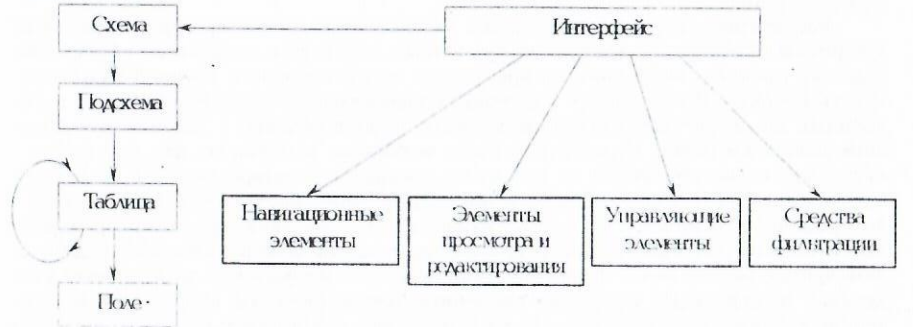 Схема
Интерфейс
Подсхема
Таблица
Поле
Навигационные
элементы
Элементы
просмотра и
редактирования
Управляющие
элементы
Средства
фильтрации